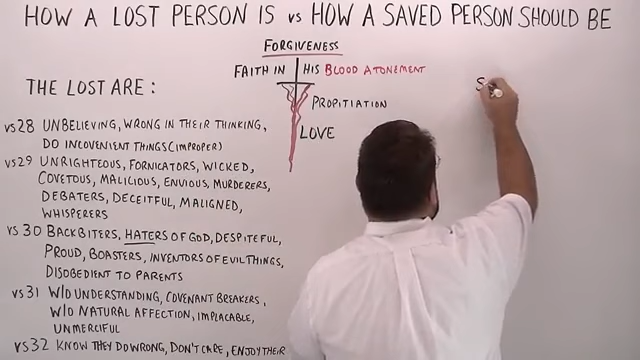 HOW A LOST PERSON IS vs HOW A SAVED PERSON SHOULD BE
FORGIVENESS
FAITH IN HIS BLOOD ATONEMENT
PROPITIATION
LOVE
THE LOST ARE:
vs28 UNBELIEVING, WRONG IN THEIR THINKING,
DO INCOVENIENT THINGS (IMPROPER)
vs29 UNRIGHTEOUS, FORNICATORS, WICKED,
COVETOUS, MALICIOUS, ENVIOUS, MURDERERS,
DEBATERS, DECEITFUL, MALIGNED,
WHISPERERS
vs 30 BACKBITERS, HATERS OF GOD, DESPITEFUL,
PROUD, BOASTERS, INVENTORS OF EVIL THINGS,
DISOBEDIENT TO PARENTS
vs31 W/O UNDERSTANDING, COVENANT BREAKERS,
W/O NATURAL AFFECTION, IMPLACABLE,
UNMERCIFUL
vs32 KNOW THEY DO WRONG, DON'T CARE, ENJOY THEIR
S